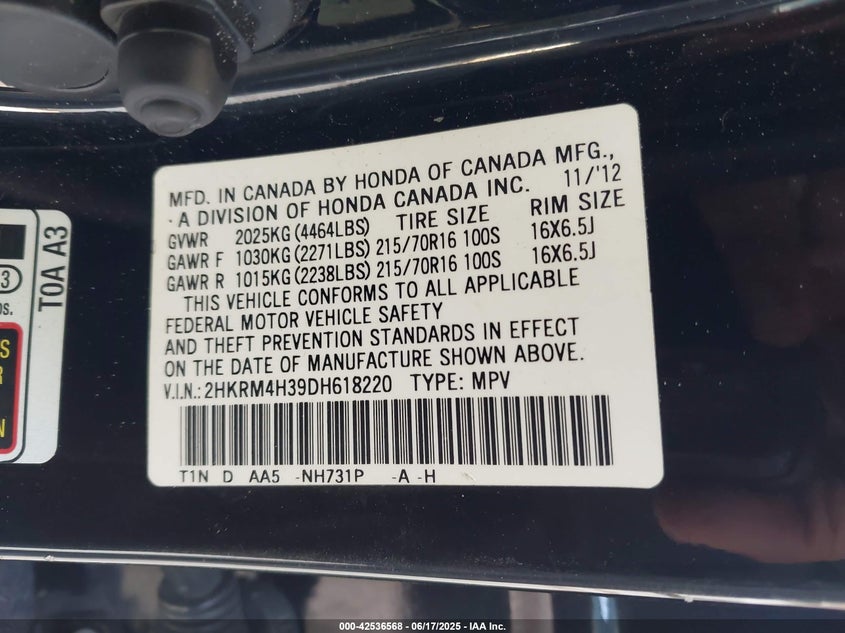 MFD. IN CANADA BY HONDA OF CANADA MFG.,
A DIVISION OF HONDA CANADA INC. 11/'12
TIRE SIZE RIM SIZE
GVWR 2025KG (4464LBS)
GAWR F 1030KG (2271LBS) 215/70R16 100S 16X6.5J
GAWR R 1015KG (2238LBS) 215/70R16 100S 16X6.5J
THIS VEHICLE CONFORMS TO ALL APPLICABLE
FEDERAL MOTOR VEHICLE SAFETY
AND THEFT PREVENTION STANDARDS IN EFFECT
ON THE DATE OF MANUFACTURE SHOWN ABOVE.
V.I.N.: 2HKRM4H39DH618220 TYPE: MPV
T1N D AA5 -NH731P -A -H
T0A A3
000-42536568 - 06/17/2025 - IAA Inc.